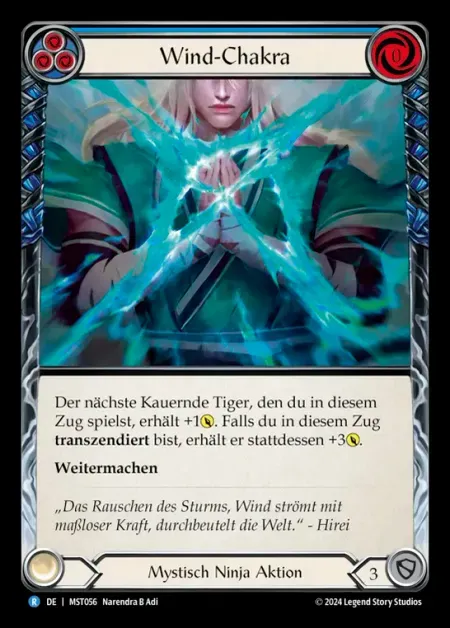 Wind-Chakra
0
Der nächste Kauernde Tiger, den du in diesem
Zug spielst, erhält +1. Falls du in diesem Zug
transzendiert bist, erhält er stattdessen +3.
Weitermachen
„Das Rauschen des Sturms, Wind strömt mit
maßloser Kraft, durchbeutelt die Welt.“ - Hirei
Mystisch Ninja Aktion
3
R DE | MST056 Narendra B Adi
© 2024 Legend Story Studios